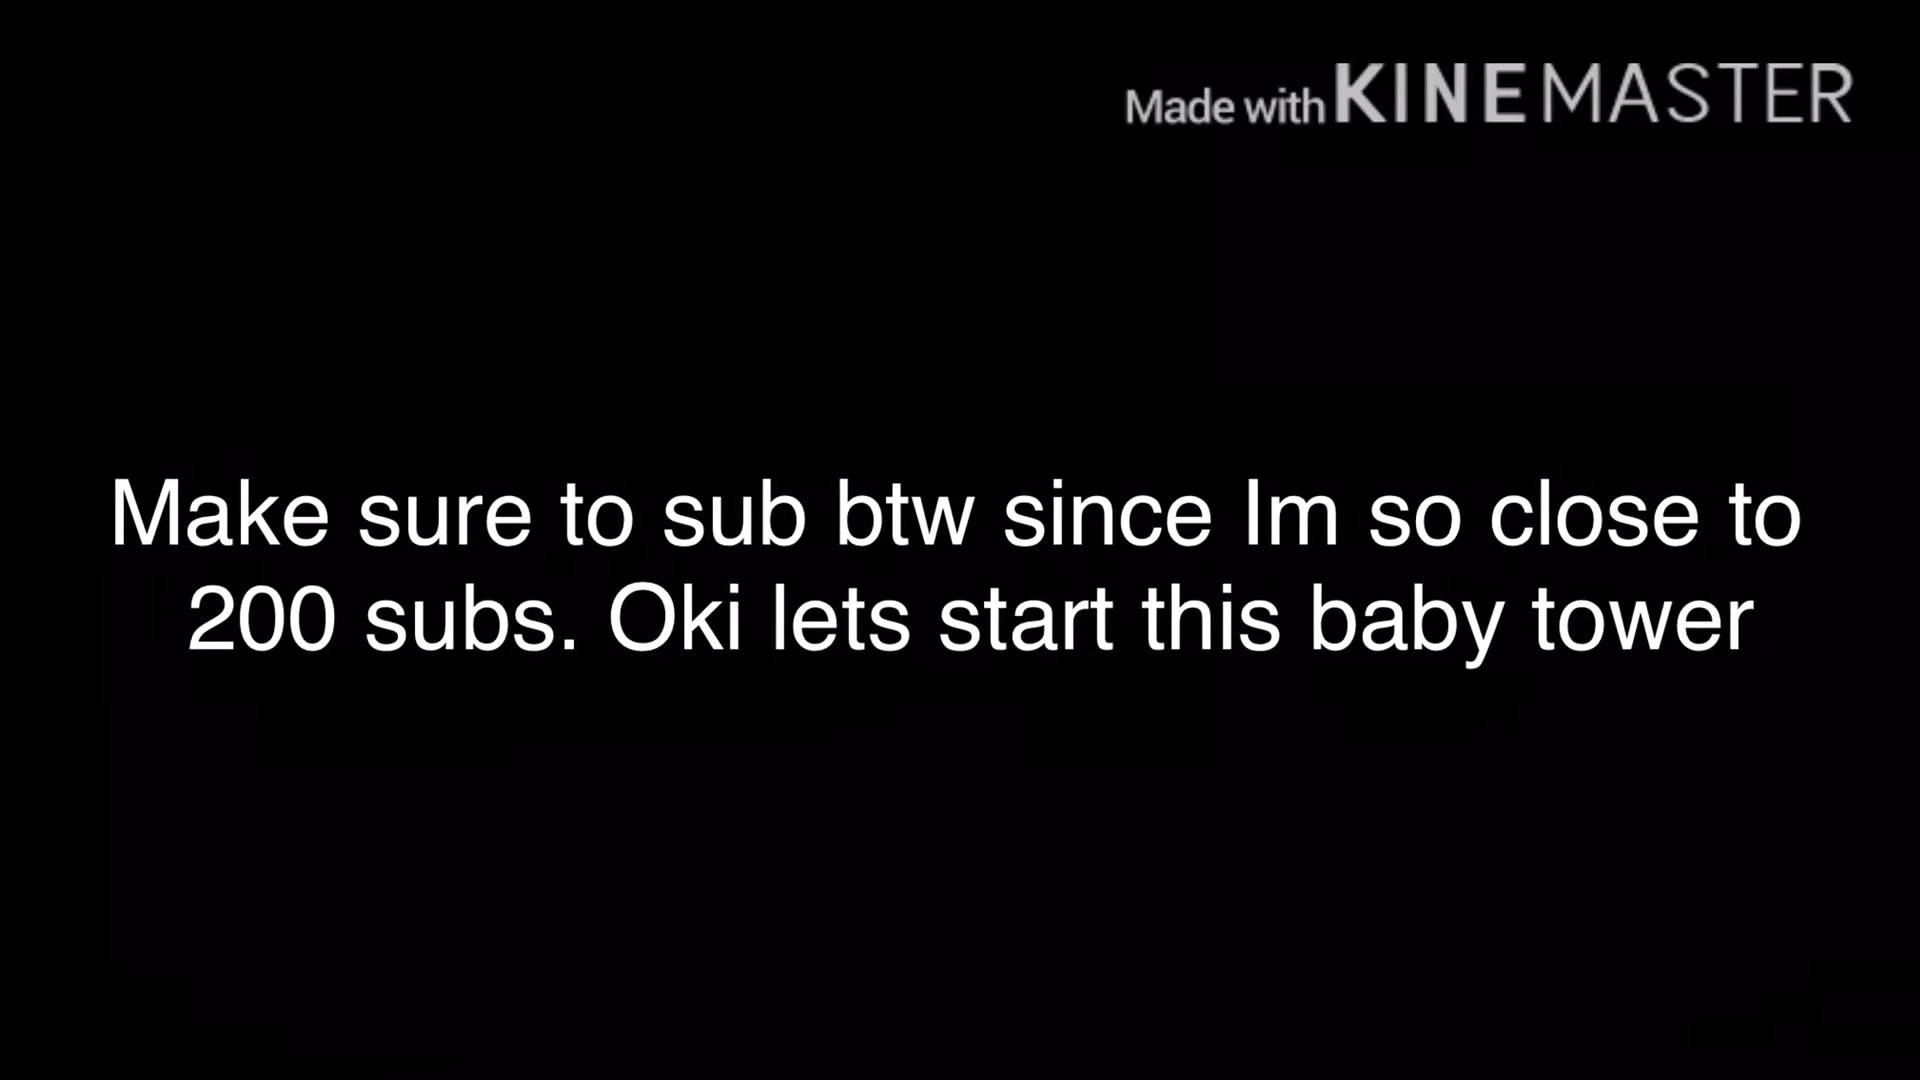 Made with KINEMASTER
Make sure to sub btw since Im so close to
200 subs. Oki lets start this baby tower